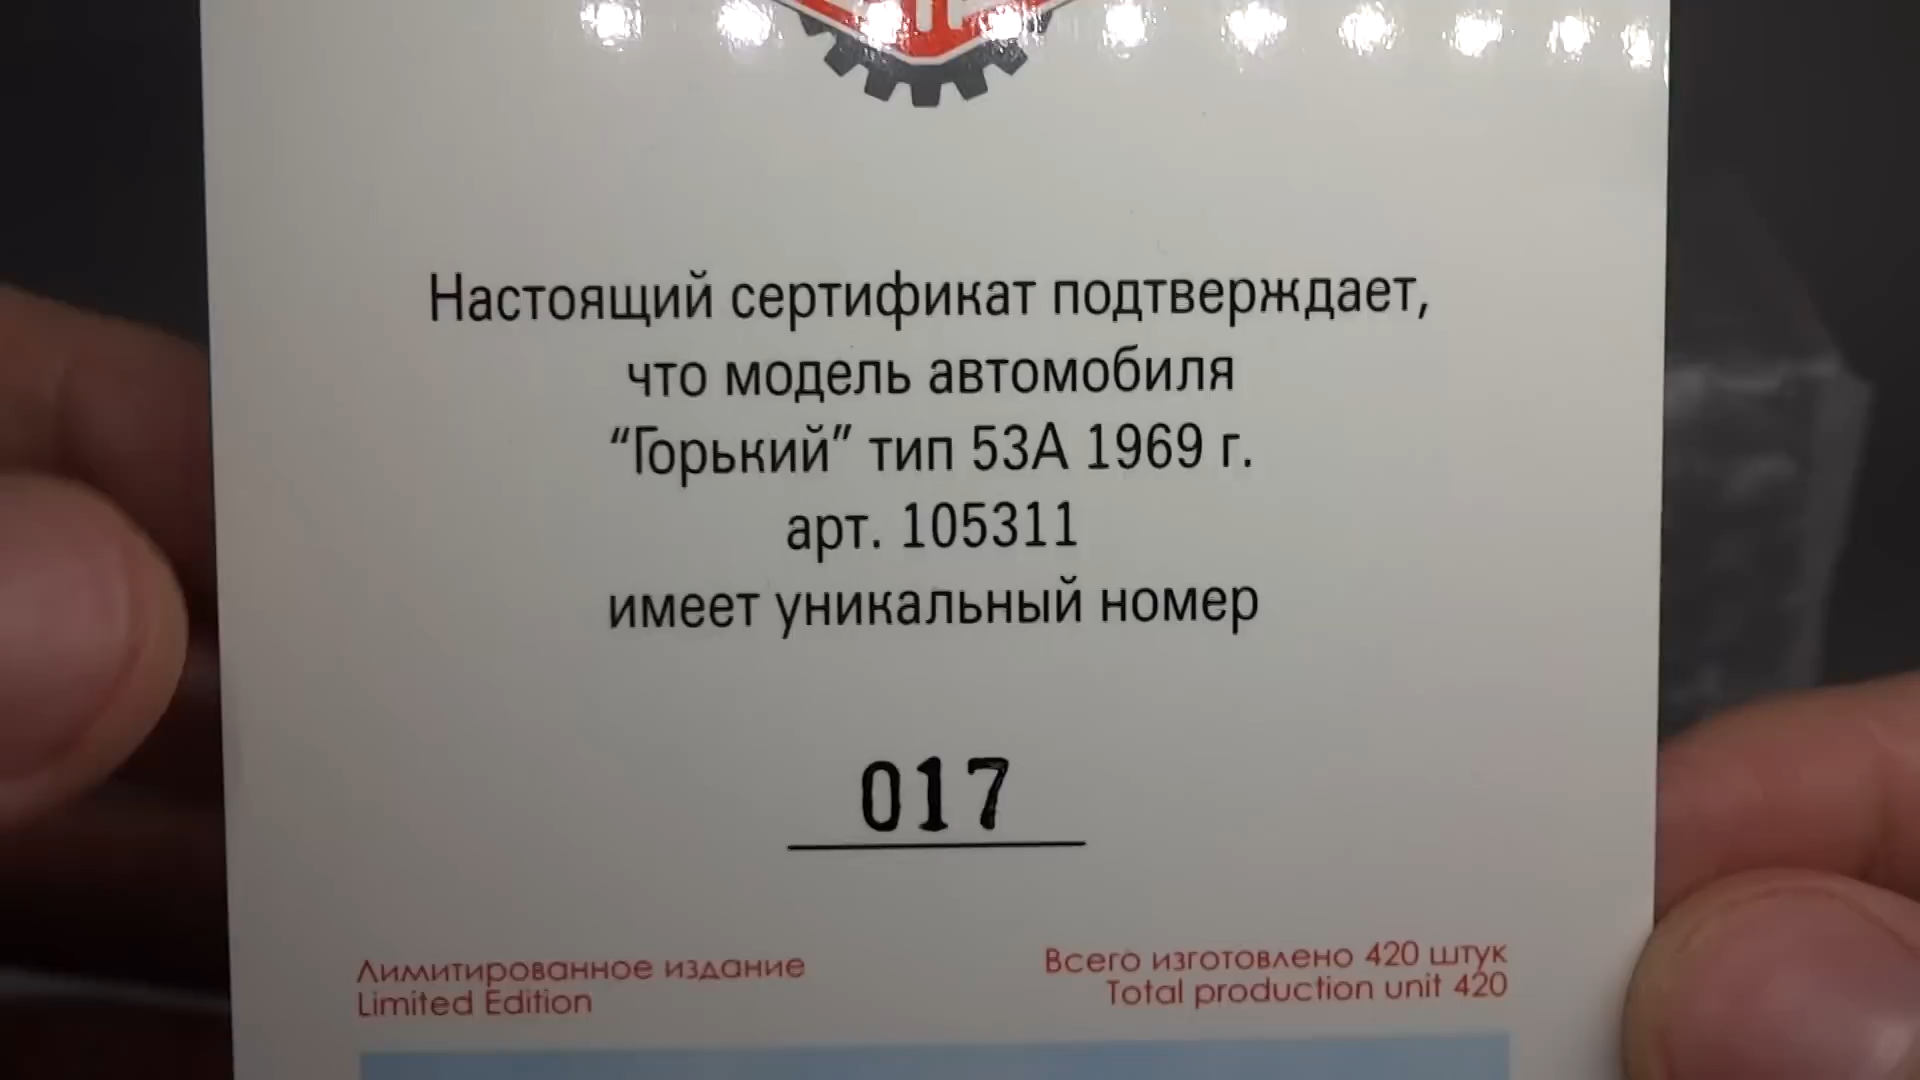 Настоящий сертификат подтверждает,
что модель автомобиля
“Горький” тип 53А 1969 г.
арт. 105311
имеет уникальный номер
017
Лимитированное издание
Limited Edition
Всего изготовлено 420 штук
Total production unit 420